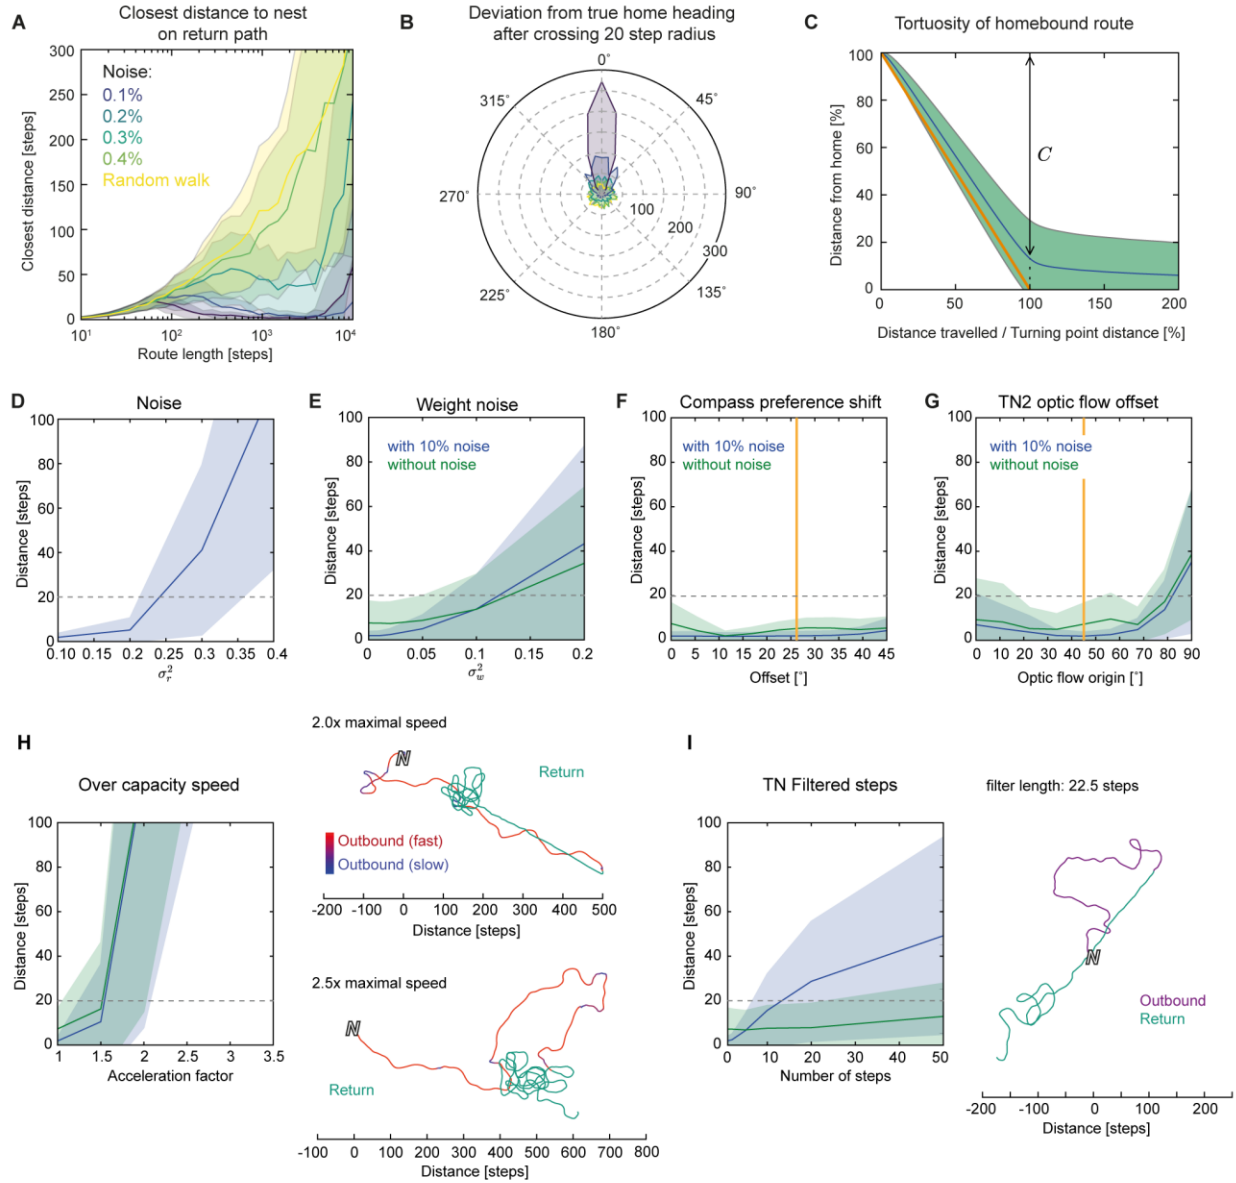 A
Closest distance to nest
on return path
300
250
200
150
100
50
0
Closest distance [steps]
Noise:
0.1%
0.2%
0.3%
0.4%
Random walk
10¹
10²
10³
10⁴
Route length [steps]
B
Deviation from true home heading
after crossing 20 step radius
0°
45°
90°
135°
180°
225°
270°
315°
100
200
300
C
Tortuosity of homebound route
100
80
60
40
20
0
Distance from home [%]
C
0 50 100 150 200
Distance travelled / Turning point distance [%]
D
Noise
100
80
60
40
20
0
Distance [steps]
0.10 0.15 0.2 0.25 0.3 0.35 0.4
σ²ᵣ
E
Weight noise
with 10% noise
without noise
100
80
60
40
20
0
Distance [steps]
0 0.05 0.1 0.15 0.2
σ²w
F
Compass preference shift
with 10% noise
without noise
100
80
60
40
20
0
Distance [steps]
0 5 10 15 20 25 30 35 40 45
Offset [°]
G
TN2 optic flow offset
with 10% noise
without noise
100
80
60
40
20
0
Distance [steps]
0 10 20 30 40 50 60 70 80 90
Optic flow origin [°]
H
Over capacity speed
100
80
60
40
20
0
Distance [steps]
1 1.5 2 2.5 3 3.5
Acceleration factor
2.0x maximal speed
N
Return
Outbound (fast)
Outbound (slow)
-200 -100 0 100 200 300 400 500
Distance [steps]
2.5x maximal speed
N
Return
-100 0 100 200 300 400 500 600 700 800
Distance [steps]
I
TN Filtered steps
100
80
60
40
20
0
Distance [steps]
0 10 20 30 40 50
Number of steps
filter length: 22.5 steps
N
Outbound
Return
-200 -100 0 100 200
Distance [steps]